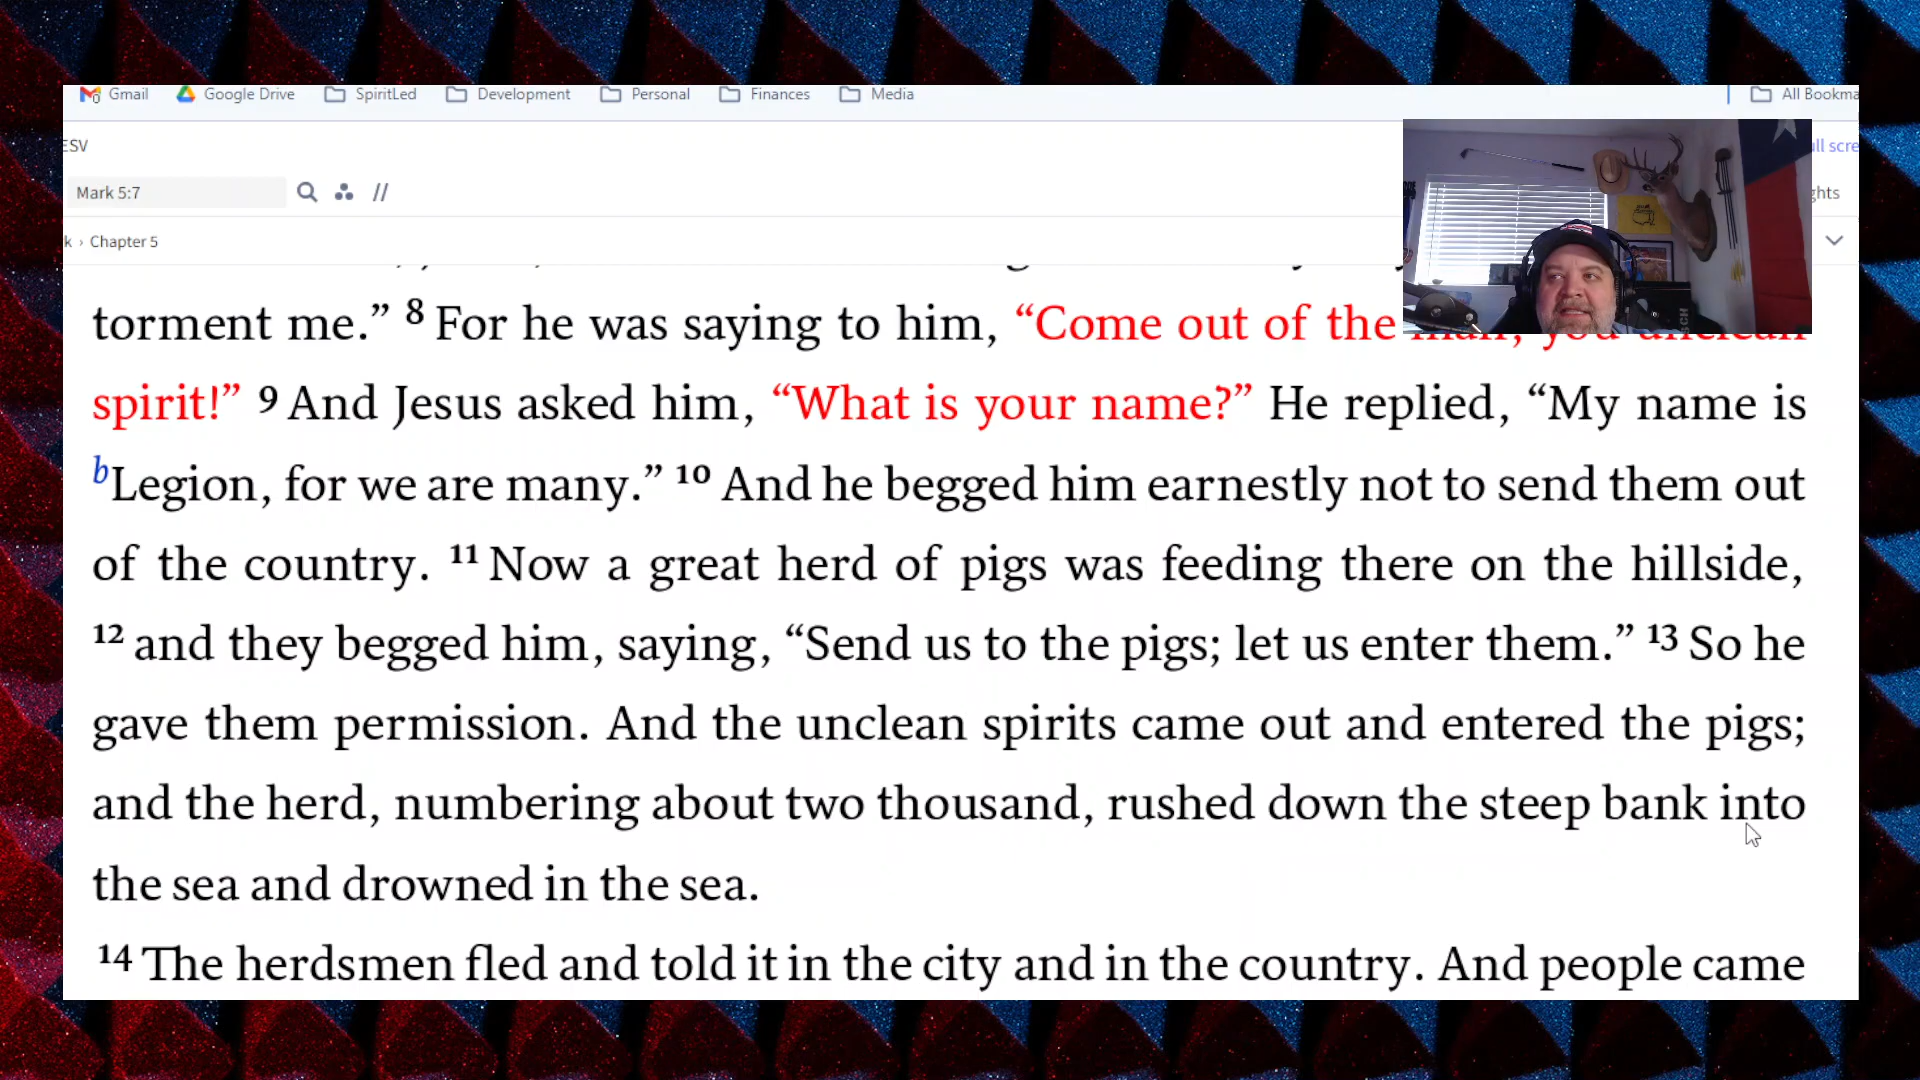 Gmail Google Drive SpiritLed Development Personal Finances Media All Bookma
ESV
Mark 5:7 //
k › Chapter 5
torment me.” 8 For he was saying to him, “Come out of the man, you unclean
spirit!” 9 And Jesus asked him, “What is your name?” He replied, “My name is
b Legion, for we are many.” 10 And he begged him earnestly not to send them out
of the country. 11 Now a great herd of pigs was feeding there on the hillside,
12 and they begged him, saying, “Send us to the pigs; let us enter them.” 13 So he
gave them permission. And the unclean spirits came out and entered the pigs;
and the herd, numbering about two thousand, rushed down the steep bank into
the sea and drowned in the sea.
14 The herdsmen fled and told it in the city and in the country. And people came